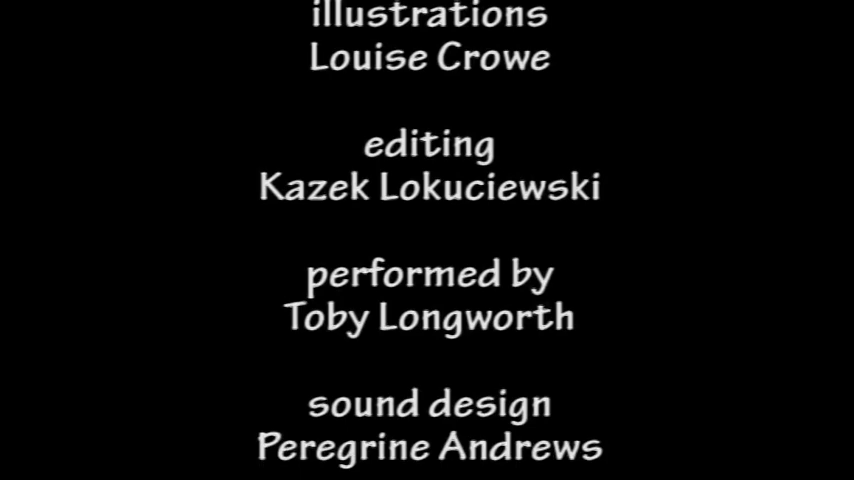 illustrations
Louise Crowe
editing
Kazek Lokuciewski
performed by
Toby Longworth
sound design
Peregrine Andrews